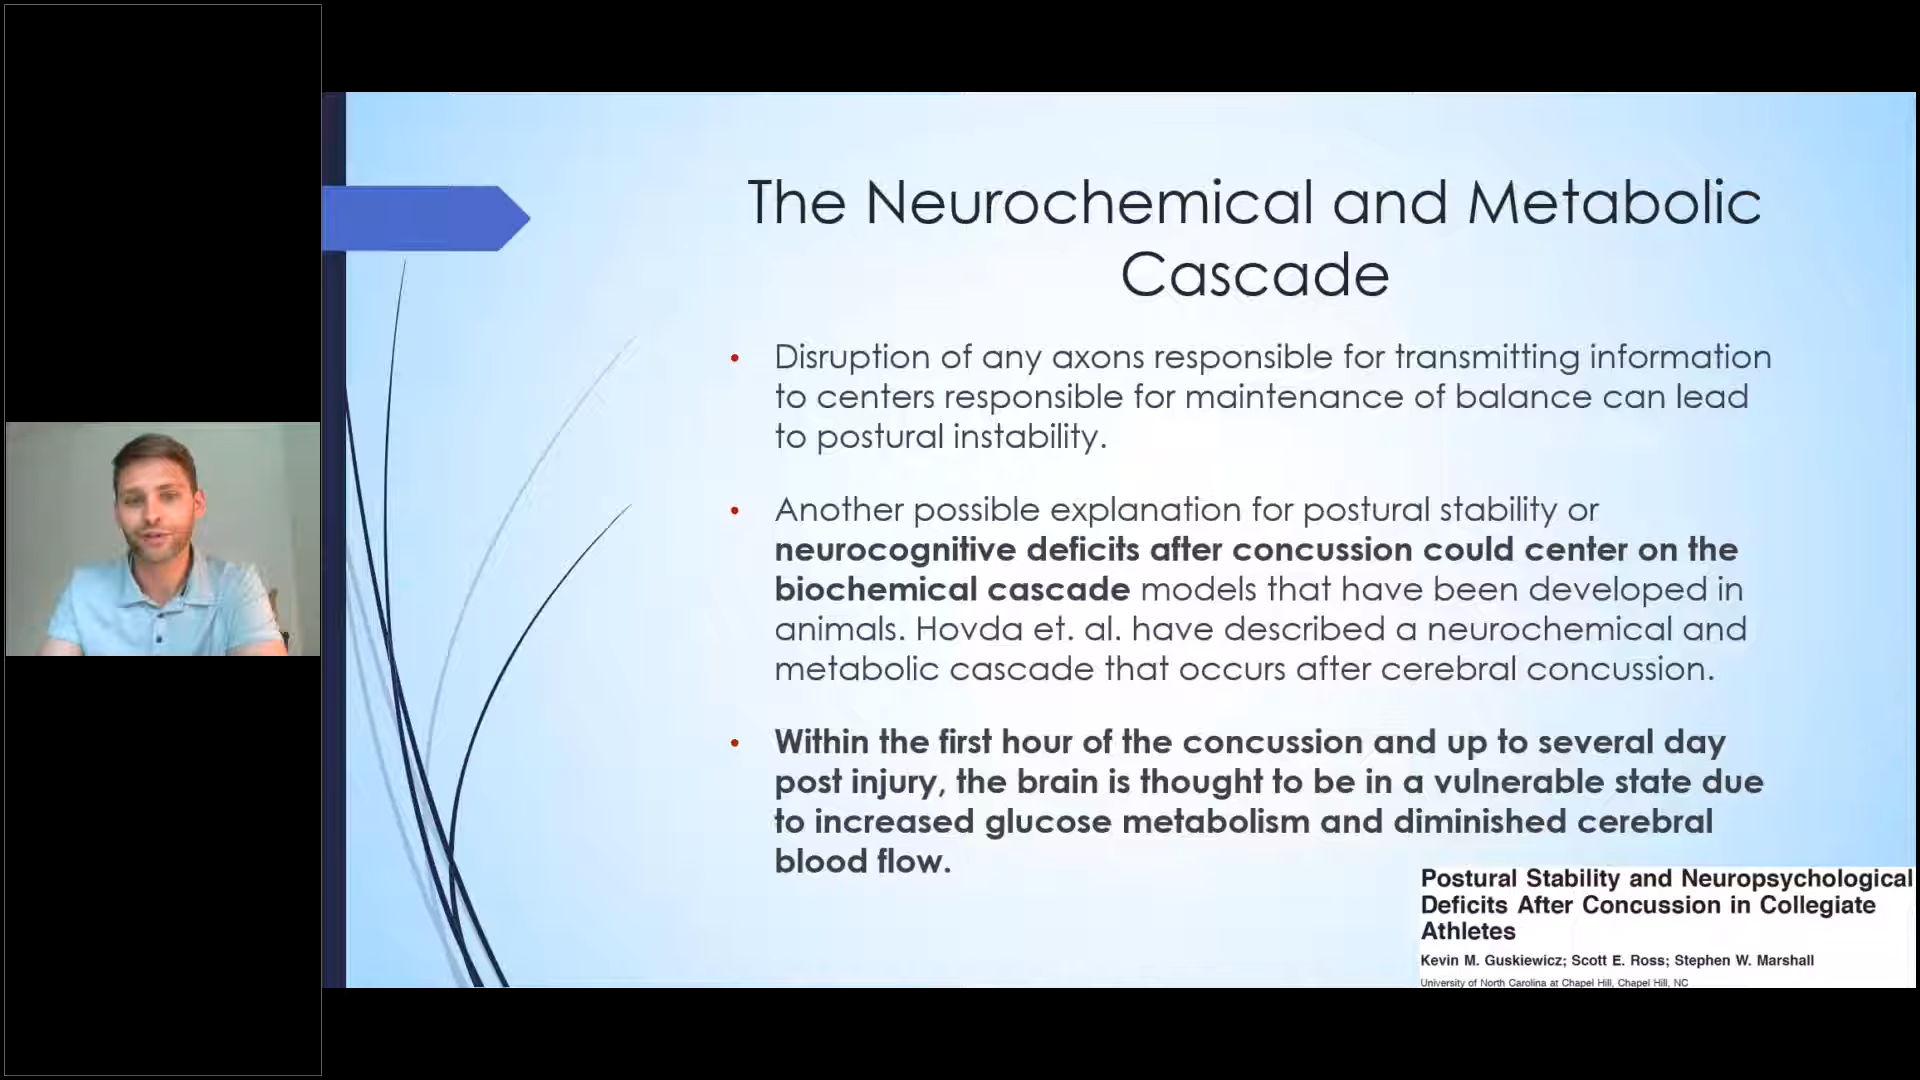 The Neurochemical and Metabolic
Cascade
• Disruption of any axons responsible for transmitting information
to centers responsible for maintenance of balance can lead
to postural instability.
• Another possible explanation for postural stability or
neurocognitive deficits after concussion could center on the
biochemical cascade models that have been developed in
animals. Hovda et. al. have described a neurochemical and
metabolic cascade that occurs after cerebral concussion.
• Within the first hour of the concussion and up to several day
post injury, the brain is thought to be in a vulnerable state due
to increased glucose metabolism and diminished cerebral
blood flow.
Postural Stability and Neuropsychological
Deficits After Concussion in Collegiate
Athletes
Kevin M. Guskiewicz; Scott E. Ross; Stephen W. Marshall
University of North Carolina at Chapel Hill, Chapel Hill, NC